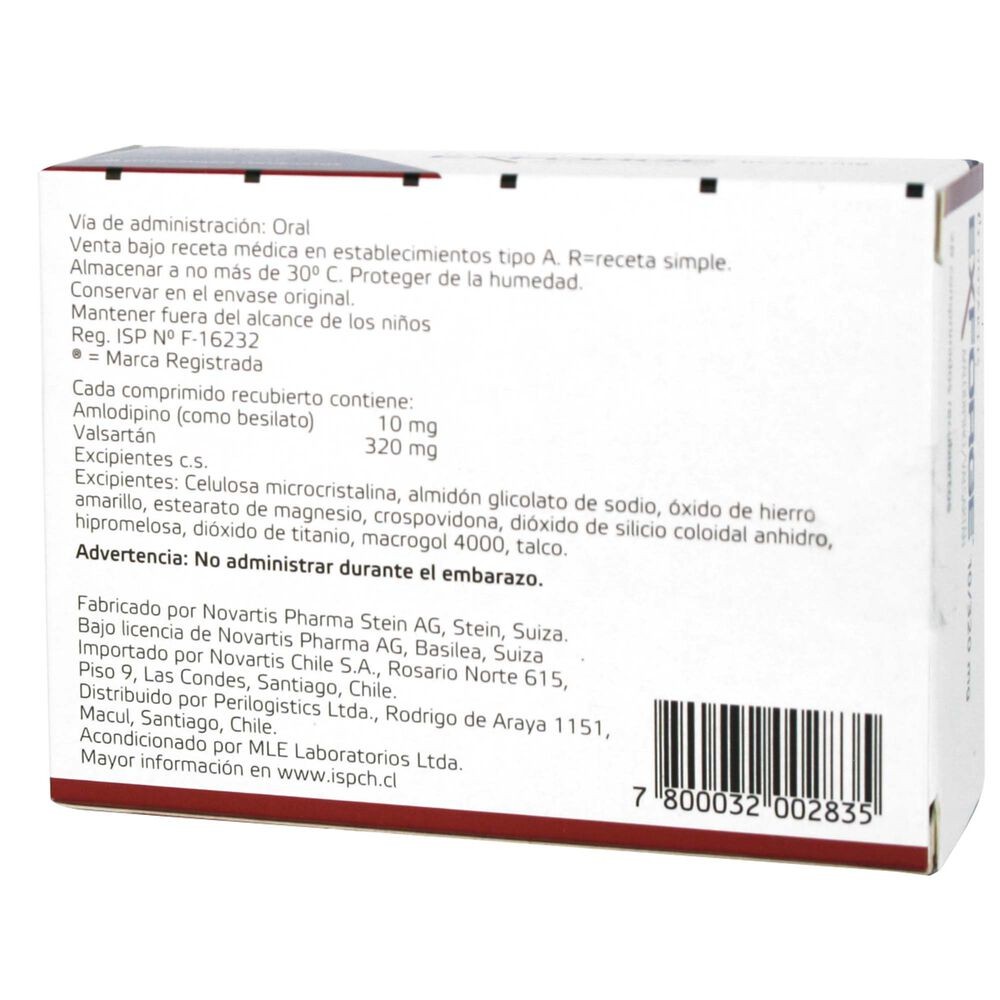 Vía de administración: Oral
Venta bajo receta médica en establecimientos tipo A. R=receta simple.
Almacenar a no más de 30º C. Proteger de la humedad.
Conservar en el envase original.
Mantener fuera del alcance de los niños
Reg. ISP Nº F-16232
® = Marca Registrada
Cada comprimido recubierto contiene:
Amlodipino (como besilato) 10 mg
Valsartán 320 mg
Excipientes c.s.
Excipientes: Celulosa microcristalina, almidón glicolato de sodio, óxido de hierro
amarillo, estearato de magnesio, crospovidona, dióxido de silicio coloidal anhidro,
hipromelosa, dióxido de titanio, macrogol 4000, talco.
Advertencia: No administrar durante el embarazo.
Fabricado por Novartis Pharma Stein AG, Stein, Suiza.
Bajo licencia de Novartis Pharma AG, Basilea, Suiza
Importado por Novartis Chile S.A., Rosario Norte 615,
Piso 9, Las Condes, Santiago, Chile.
Distribuido por Perilogistics Ltda., Rodrigo de Araya 1151,
Macul, Santiago, Chile.
Acondicionado por MLE Laboratorios Ltda.
Mayor información en www.ispch.cl
7 800032 002835
EXFORGE 10/320 mg
comprimidos recubiertos